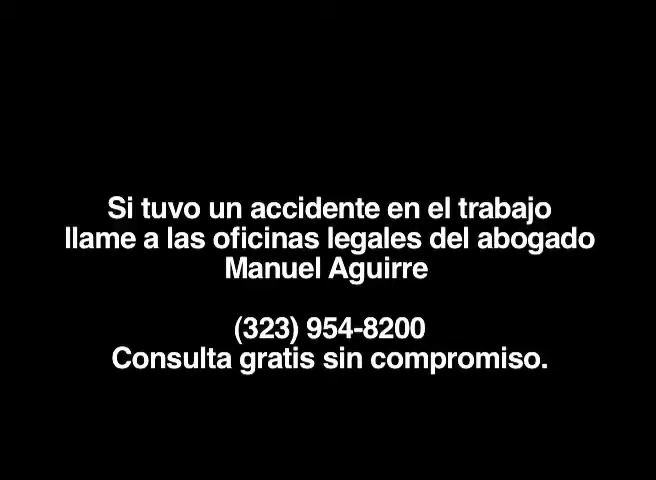 Si tuvo un accidente en el trabajo
llame a las oficinas legales del abogado
Manuel Aguirre
(323) 954-8200
Consulta gratis sin compromiso.